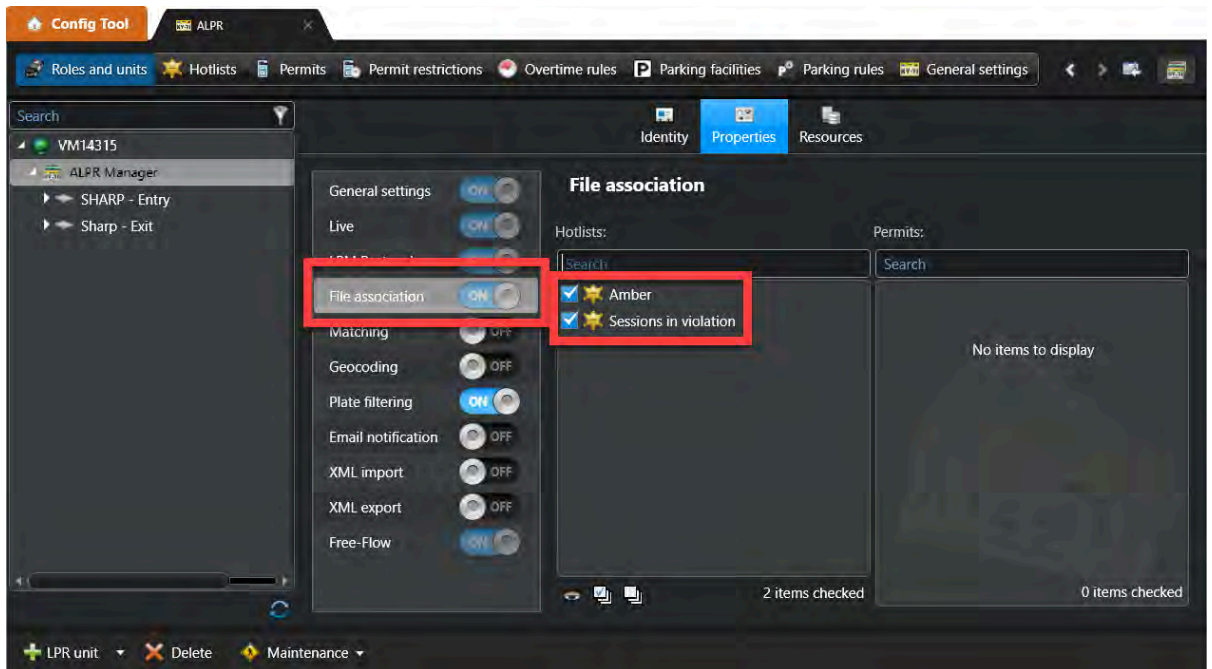 Config Tool
ALPR
Roles and units Hotlists Permits Permit restrictions Overtime rules Parking facilities Parking rules General settings
Search
VM14315
ALPR Manager
SHARP - Entry
Sharp - Exit
Identity Properties Resources
General settings ON
Live ON
File association ON
Matching OFF
Geocoding OFF
Plate filtering ON
Email notification OFF
XML import OFF
XML export OFF
Free-Flow ON
File association
Hotlists:
Search
Amber
Sessions in violation
2 items checked
Permits:
Search
No items to display
0 items checked
LPR unit Delete Maintenance